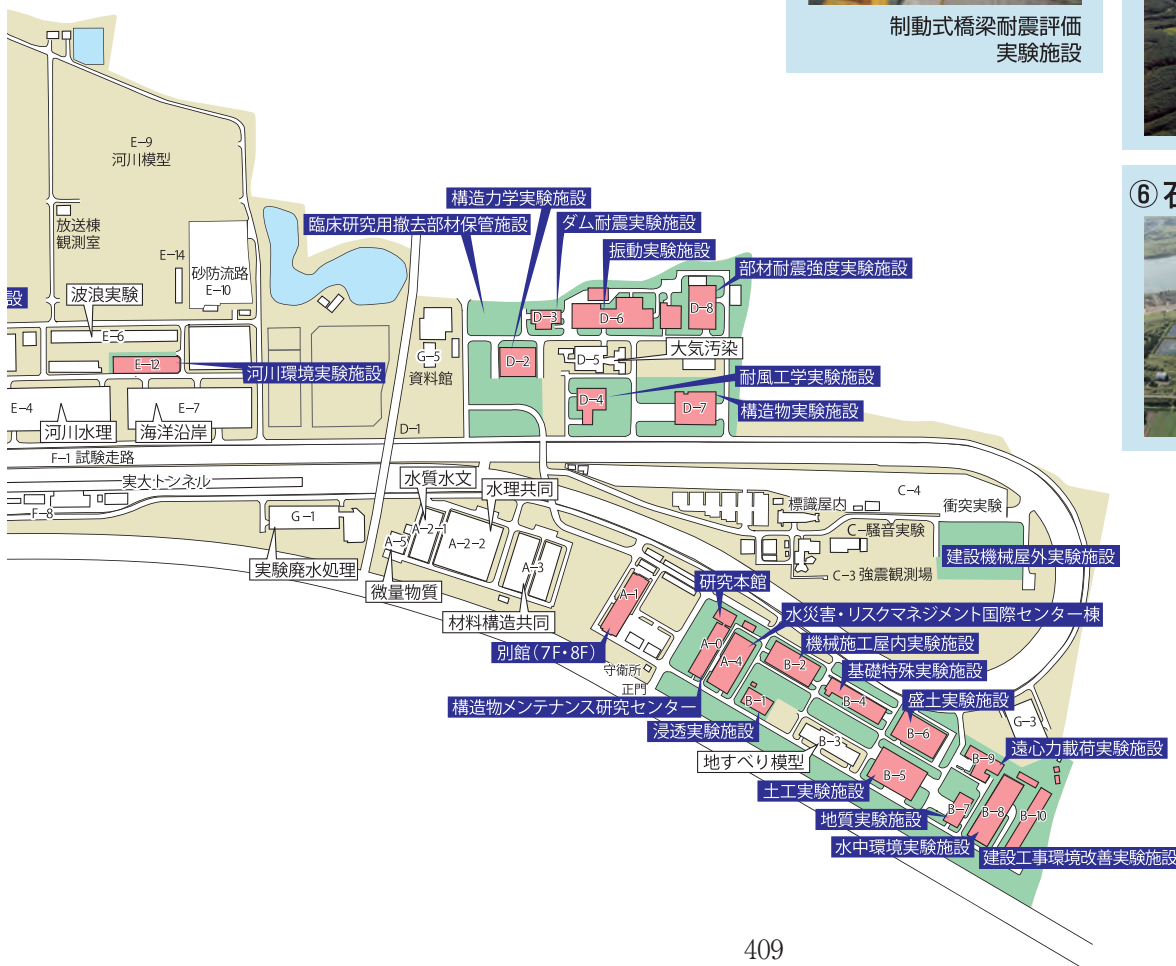 制動式橋梁耐震評価
実験施設
⑥
E-9
河川模型
放送棟
観測室
E-14
砂防流路
E-10
設
波浪実験
E-6
E-12
河川環境実験施設
E-4
E-7
河川水理
海洋沿岸
構造力学実験施設
臨床研究用撤去部材保管施設
ダム耐震実験施設
振動実験施設
部材耐震強度実験施設
D-3
D-6
D-8
G-5
資料館
D-2
D-5
大気汚染
耐風工学実験施設
D-4
D-7
構造物実験施設
D-1
F-1 試験走路
実大トンネル
F-8
G-1
実験廃水処理
水質水文
水理共同
A-5
A-2-1
A-2-2
A-3
微量物質
材料構造共同
標識屋内
C-4
衝突実験
C-騒音実験
建設機械屋外実験施設
C-3 強震観測場
A-1
別館(7F・8F)
研究本館
水災害・リスクマネジメント国際センター棟
機械施工屋内実験施設
基礎特殊実験施設
盛土実験施設
A-0
A-4
B-2
守衛所
正門
構造物メンテナンス研究センター
B-1
B-4
浸透実験施設
B-6
G-3
遠心力載荷実験施設
B-3
地すべり模型
B-9
B-5
土工実験施設
B-7
B-8
B-10
地質実験施設
水中環境実験施設
建設工事環境改善実験施設
409